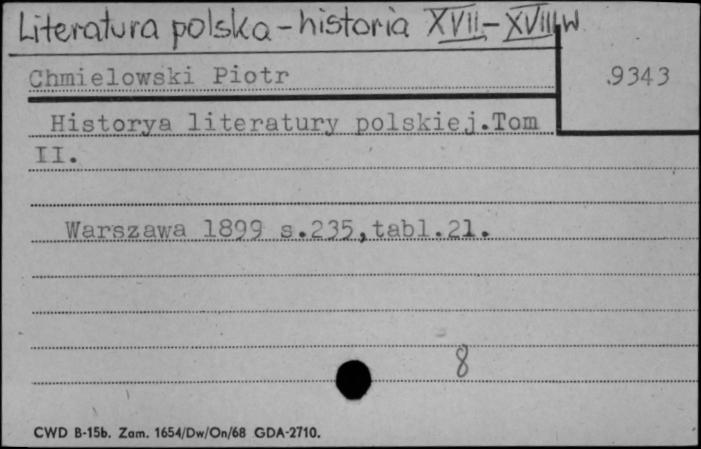 Literatura polska - historia XVII - XVIII w
Chmielowski Piotr
.9343
Historya literatury polskiej.Tom
II.
Warszawa 1899 s.235,tabl.21.
8
CWD B-15b. Zam. 1654/Dw/On/68 GDA-2710.